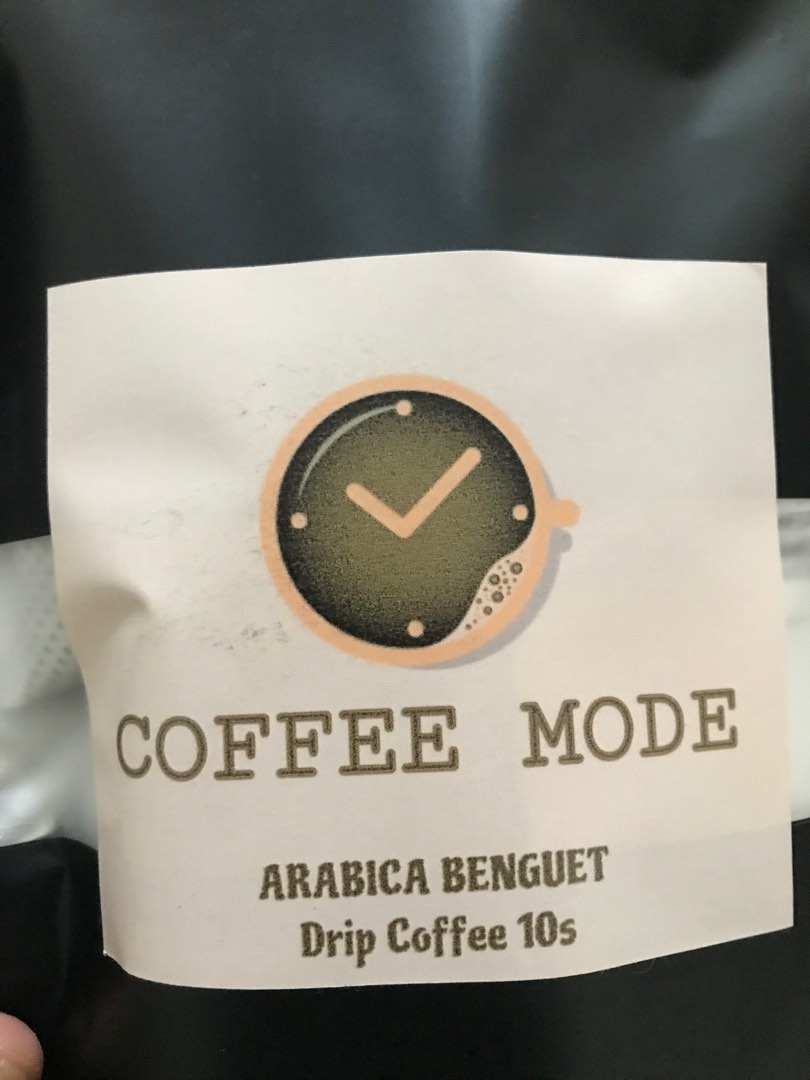 COFFEE MODE
ARABICA BENGUET
Drip Coffee 10s